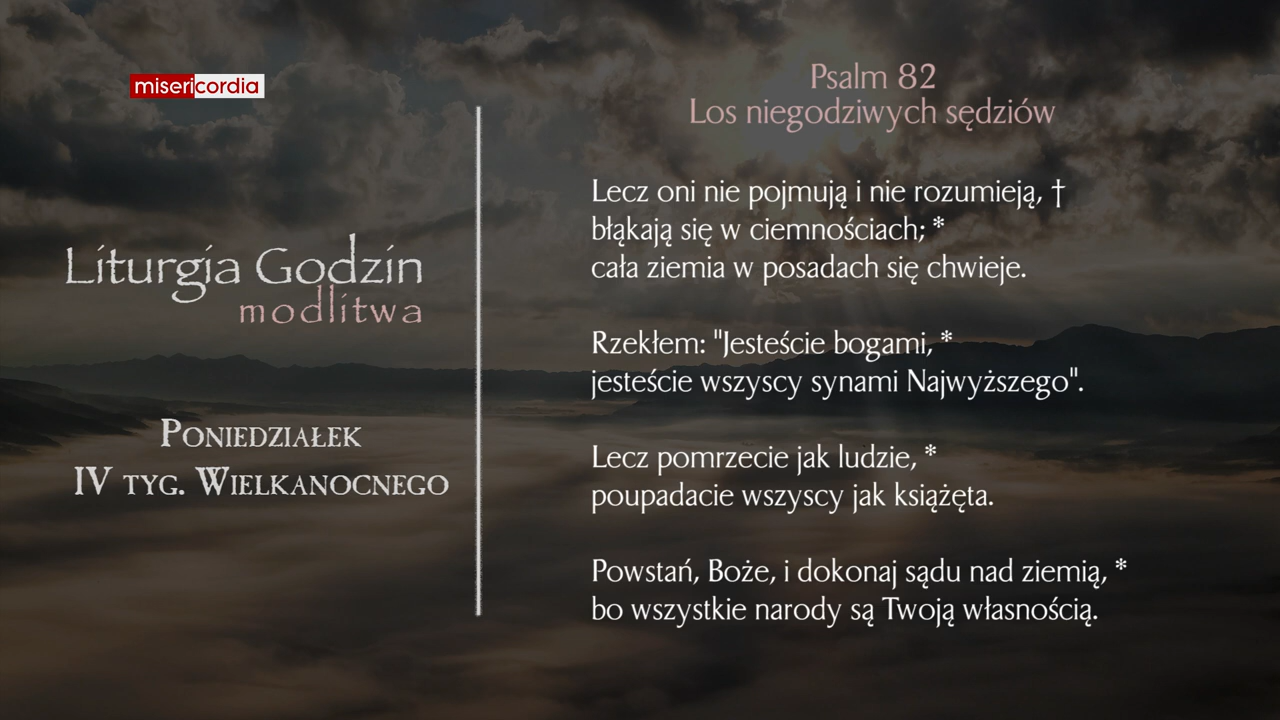 misericordia
Liturgia Godzin
modlitwa
Poniedziałek
IV tyg. Wielkanocnego
Psalm 82
Los niegodziwych sędziów
Lecz oni nie pojmują i nie rozumieją, †
błąkają się w ciemnościach; *
cała ziemia w posadach się chwieje.
Rzekłem: "Jesteście bogami, *
jesteście wszyscy synami Najwyższego".
Lecz pomrzecie jak ludzie, *
poupadacie wszyscy jak książęta.
Powstań, Boże, i dokonaj sądu nad ziemią, *
bo wszystkie narody są Twoją własnością.